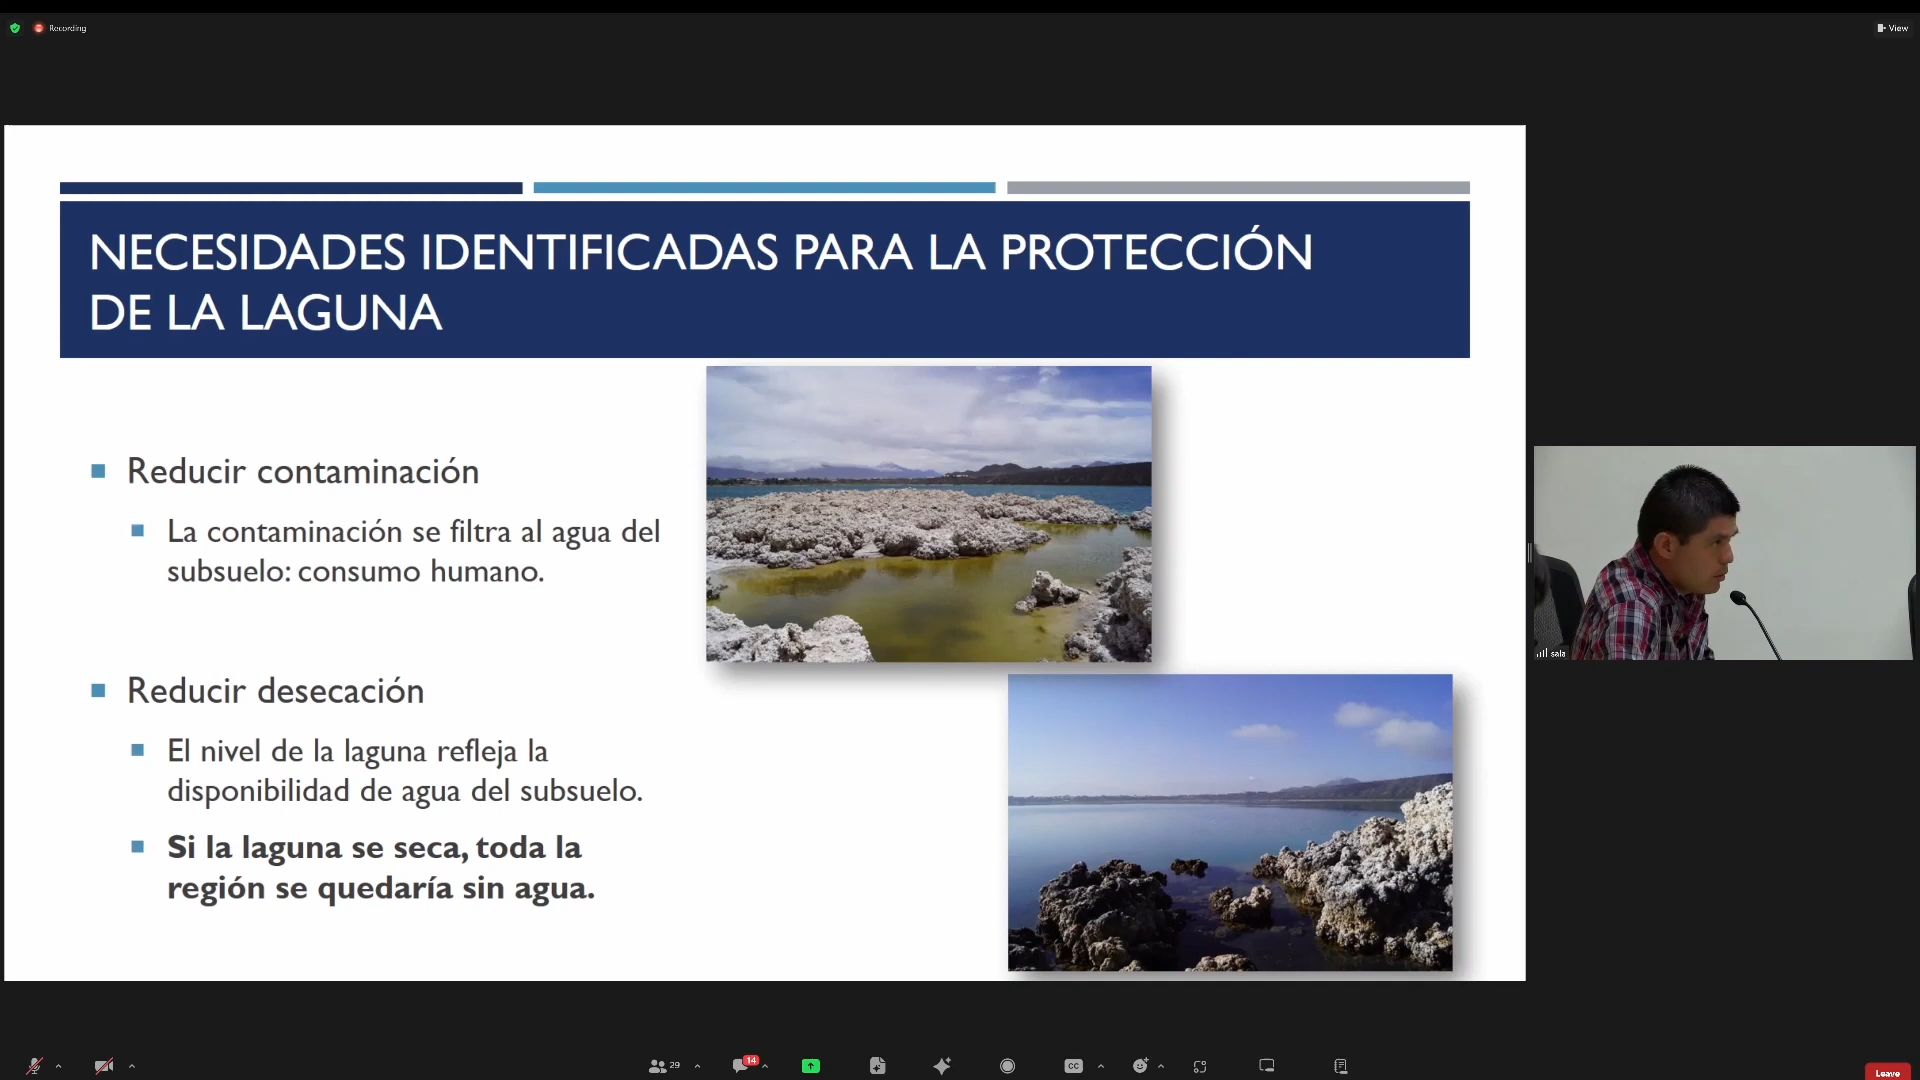 Recording
View
NECESIDADES IDENTIFICADAS PARA LA PROTECCIÓN
DE LA LAGUNA
Reducir contaminación
La contaminación se filtra al agua del
subsuelo: consumo humano.
Reducir desecación
El nivel de la laguna refleja la
disponibilidad de agua del subsuelo.
Si la laguna se seca, toda la
región se quedaría sin agua.
sala
29
14
CC
Leave